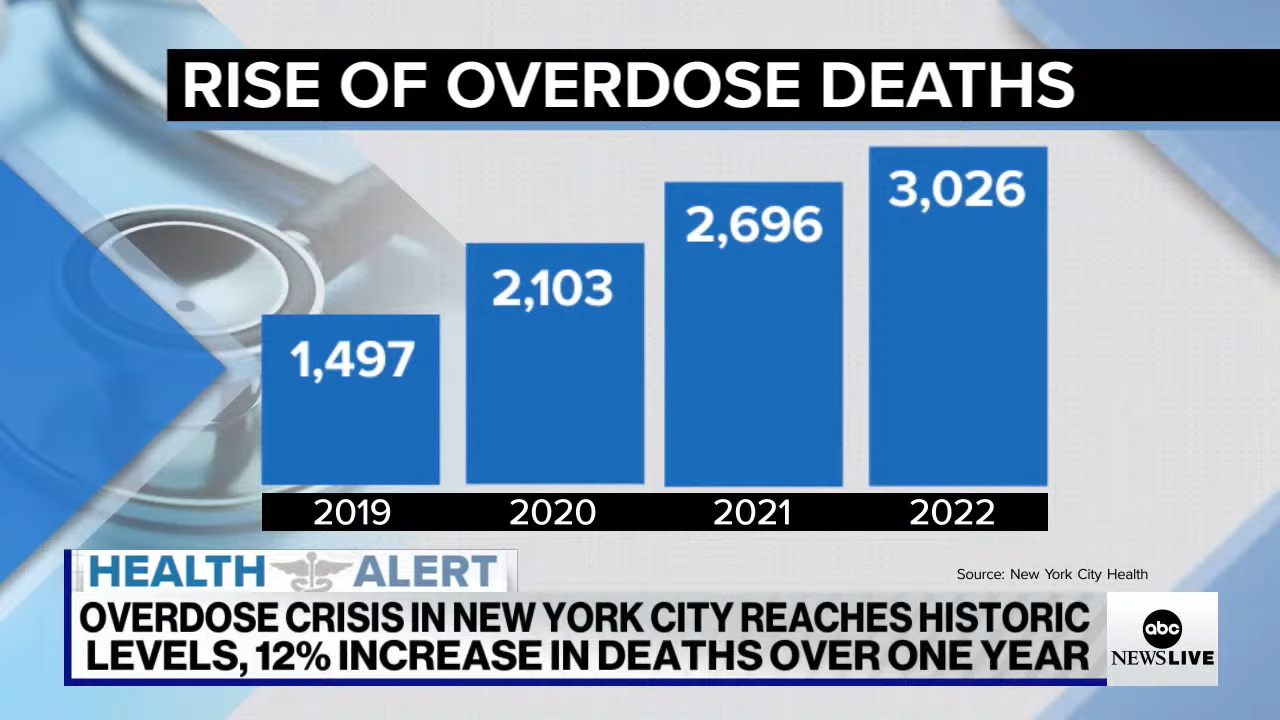 RISE OF OVERDOSE DEATHS
1,497
2,103
2,696
3,026
2019
2020
2021
2022
HEALTH ALERT
Source: New York City Health
OVERDOSE CRISIS IN NEW YORK CITY REACHES HISTORIC
LEVELS, 12% INCREASE IN DEATHS OVER ONE YEAR
abc
NEWS LIVE